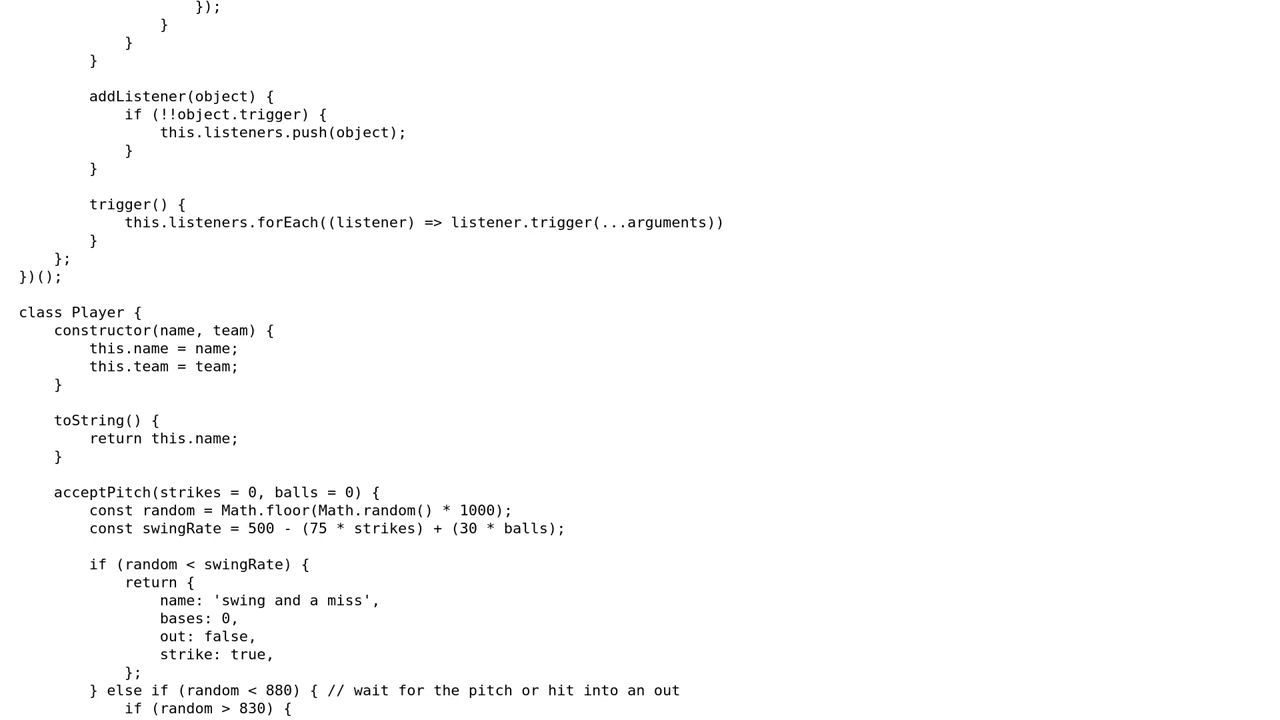 });
                }
            }
        }

        addListener(object) {
            if (!!object.trigger) {
                this.listeners.push(object);
            }
        }

        trigger() {
            this.listeners.forEach((listener) => listener.trigger(...arguments))
        }
    };
})();

class Player {
    constructor(name, team) {
        this.name = name;
        this.team = team;
    }

    toString() {
        return this.name;
    }

    acceptPitch(strikes = 0, balls = 0) {
        const random = Math.floor(Math.random() * 1000);
        const swingRate = 500 - (75 * strikes) + (30 * balls);

        if (random < swingRate) {
            return {
                name: 'swing and a miss',
                bases: 0,
                out: false,
                strike: true,
            };
        } else if (random < 880) { // wait for the pitch or hit into an out
            if (random > 830) {